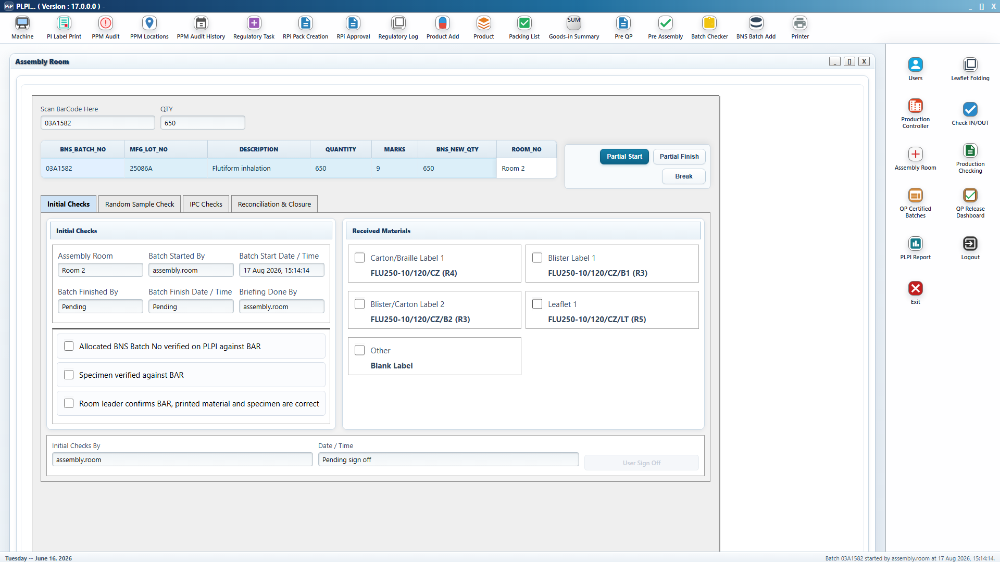 PiP PLPI... ( Version : 17.0.0.0 ) -
_ [] X
Machine
PI Label Print
PPM Audit
PPM Locations
PPM Audit History
Regulatory Task
RPi Pack Creation
RPi Approval
Regulatory Log
Product Add
Product
Packing List
SUM
Goods-in Summary
Pre QP
Pre Assembly
Batch Checker
BNS Batch Add
Printer
Assembly Room
_ [] X
Scan BarCode Here QTY
03A1582 650
BNS_BATCH_NO MFG_LOT_NO DESCRIPTION QUANTITY MARKS BNS_NEW_QTY ROOM_NO
03A1582 25086A Flutiform inhalation 650 9 650 Room 2
Partial Start Partial Finish
Break
Initial Checks Random Sample Check IPC Checks Reconciliation & Closure
Initial Checks
Assembly Room Batch Started By Batch Start Date / Time
Room 2 assembly.room 17 Aug 2026, 15:14:14
Batch Finished By Batch Finish Date / Time Briefing Done By
Pending Pending assembly.room
Allocated BNS Batch No verified on PLPI against BAR
Specimen verified against BAR
Room leader confirms BAR, printed material and specimen are correct
Received Materials
Carton/Braille Label 1
FLU250-10/120/CZ (R4)
Blister Label 1
FLU250-10/120/CZ/B1 (R3)
Blister/Carton Label 2
FLU250-10/120/CZ/B2 (R3)
Leaflet 1
FLU250-10/120/CZ/LT (R5)
Other
Blank Label
Initial Checks By Date / Time
assembly.room Pending sign off User Sign Off
Users
Leaflet Folding
Production Controller
Check IN/OUT
Assembly Room
Production Checking
QP Certified Batches
QP Release Dashboard
PLPI Report
Logout
Exit
Tuesday -- June 16, 2026
Batch 03A1582 started by assembly.room at 17 Aug 2026, 15:14:14.